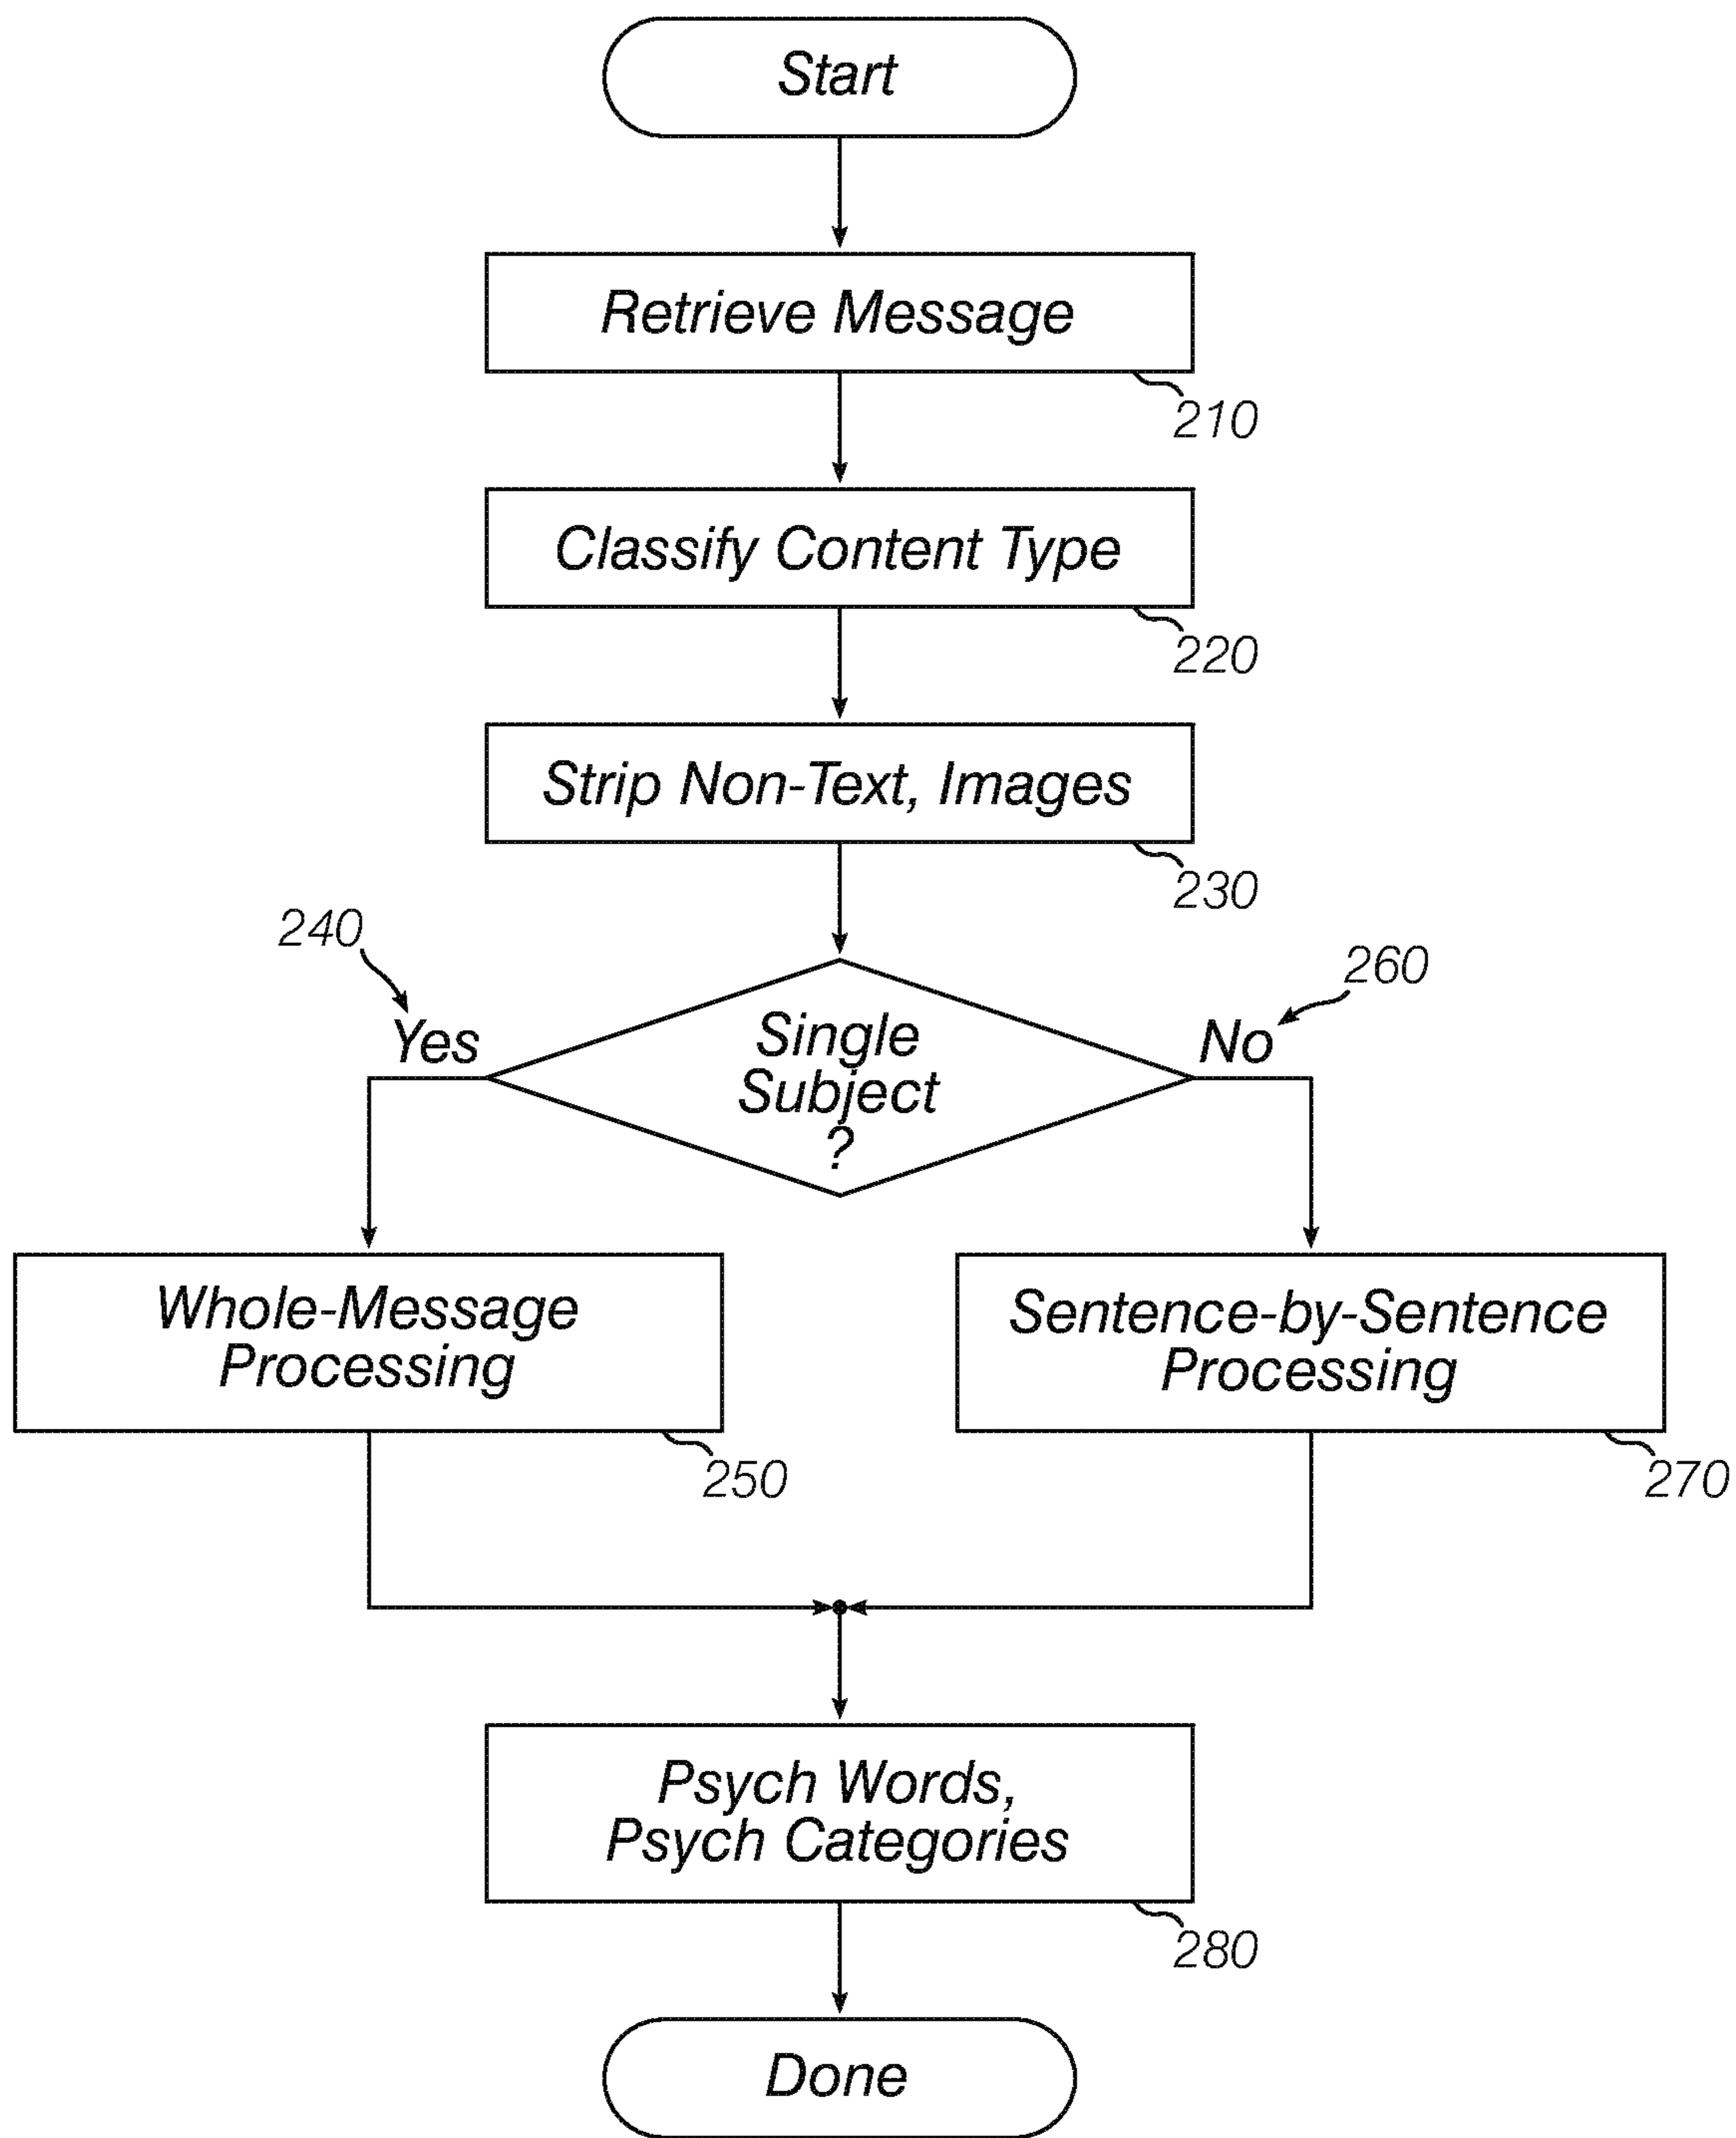 Start
Retrieve Message
210
Classify Content Type
220
Strip Non-Text, Images
230
240
260
Yes
Single
Subject
?
No
Whole-Message
Processing
250
Sentence-by-Sentence
Processing
270
Psych Words,
Psych Categories
280
Done